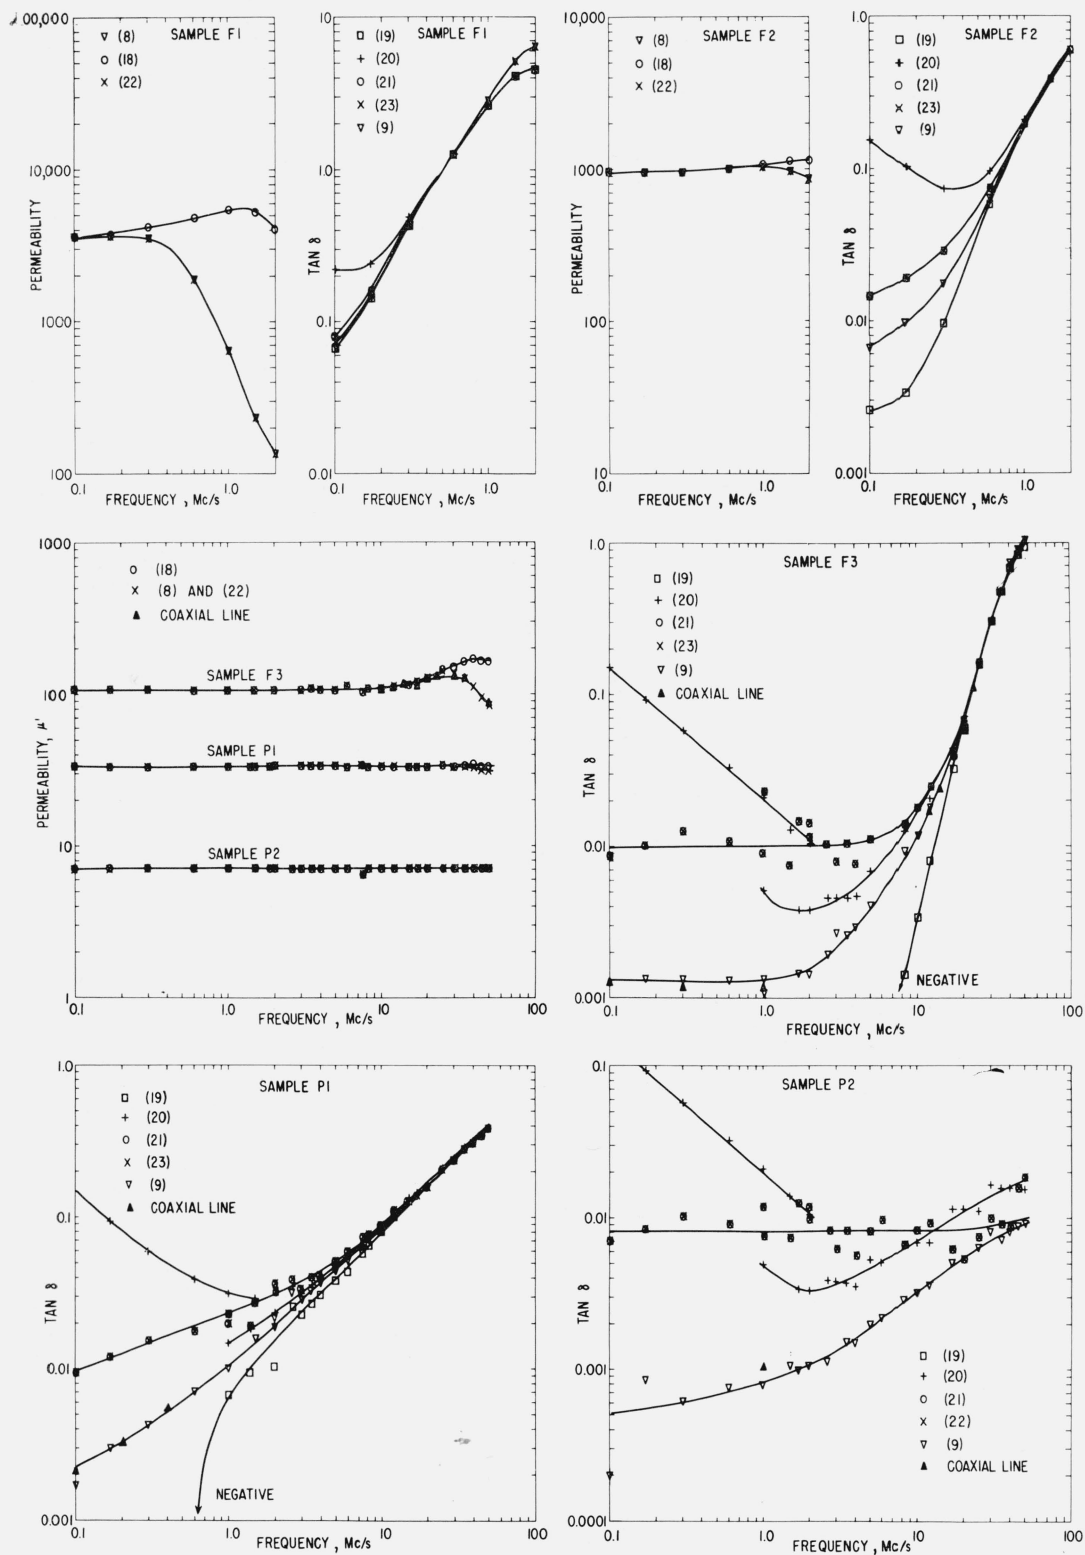 SAMPLE F1
(8)
(18)
(22)
00,000
10,000
1000
100
PERMEABILITY
0.1 1.0
FREQUENCY , Mc/s
SAMPLE F1
(19)
(20)
(21)
(23)
(9)
10
1.0
0.1
0.01
TAN δ
0.1 1.0
FREQUENCY , Mc/s
SAMPLE F2
(8)
(18)
(22)
10,000
1000
100
10
PERMEABILITY
0.1 1.0
FREQUENCY , Mc/s
SAMPLE F2
(19)
(20)
(21)
(23)
(9)
1.0
0.1
0.01
0.001
TAN δ
0.1 1.0
FREQUENCY , Mc/s
(18)
(8) AND (22)
COAXIAL LINE
SAMPLE F3
SAMPLE P1
SAMPLE P2
1000
100
10
1
PERMEABILITY, μ'
0.1 1.0 10 100
FREQUENCY , Mc/s
SAMPLE F3
(19)
(20)
(21)
(23)
(9)
COAXIAL LINE
NEGATIVE
1.0
0.1
0.01
0.001
TAN δ
0.1 1.0 10 100
FREQUENCY , Mc/s
SAMPLE P1
(19)
(20)
(21)
(23)
(9)
COAXIAL LINE
NEGATIVE
1.0
0.1
0.01
0.001
TAN δ
0.1 1.0 10 100
FREQUENCY , Mc/s
SAMPLE P2
(19)
(20)
(21)
(22)
(9)
COAXIAL LINE
0.1
0.01
0.001
0.0001
TAN δ
0.1 1.0 10 100
FREQUENCY , Mc/s